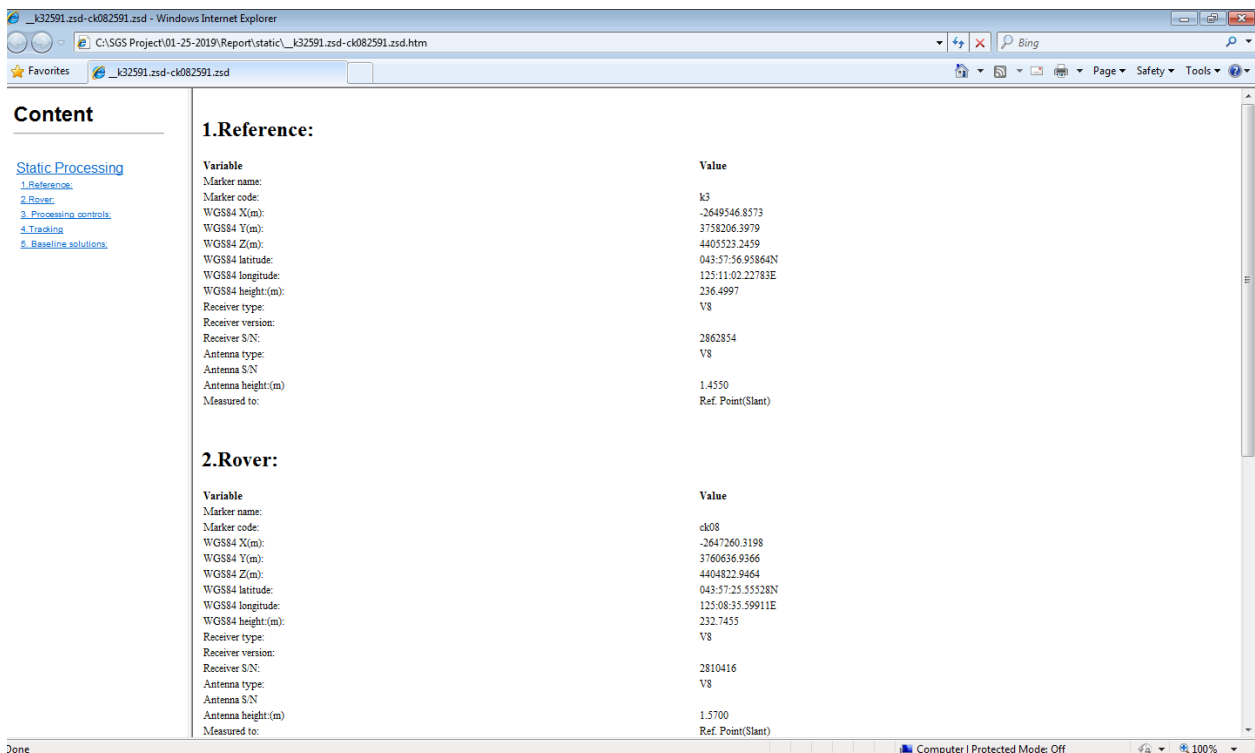 __k32591.zsd-ck082591.zsd - Windows Internet Explorer
C:\SGS Project\01-25-2019\Report\static\__k32591.zsd-ck082591.zsd.htm
Bing
Favorites
__k32591.zsd-ck082591.zsd
Page Safety Tools
Content
Static Processing
1.Reference:
2.Rover:
3. Processing controls:
4.Tracking
5. Baseline solutions:
1.Reference:
Variable Value
Marker name:
Marker code: k3
WGS84 X(m): -2649546.8573
WGS84 Y(m): 3758206.3979
WGS84 Z(m): 4405523.2459
WGS84 latitude: 043:57:56.95864N
WGS84 longitude: 125:11:02.22783E
WGS84 height:(m): 236.4997
Receiver type: V8
Receiver version:
Receiver S/N: 2862854
Antenna type: V8
Antenna S/N
Antenna height:(m) 1.4550
Measured to: Ref. Point(Slant)
2.Rover:
Variable Value
Marker name:
Marker code: ck08
WGS84 X(m): -2647260.3198
WGS84 Y(m): 3760636.9366
WGS84 Z(m): 4404822.9464
WGS84 latitude: 043:57:25.55528N
WGS84 longitude: 125:08:35.59911E
WGS84 height:(m): 232.7455
Receiver type: V8
Receiver version:
Receiver S/N: 2810416
Antenna type: V8
Antenna S/N
Antenna height:(m) 1.5700
Measured to: Ref. Point(Slant)
Done
Computer | Protected Mode: Off
100%